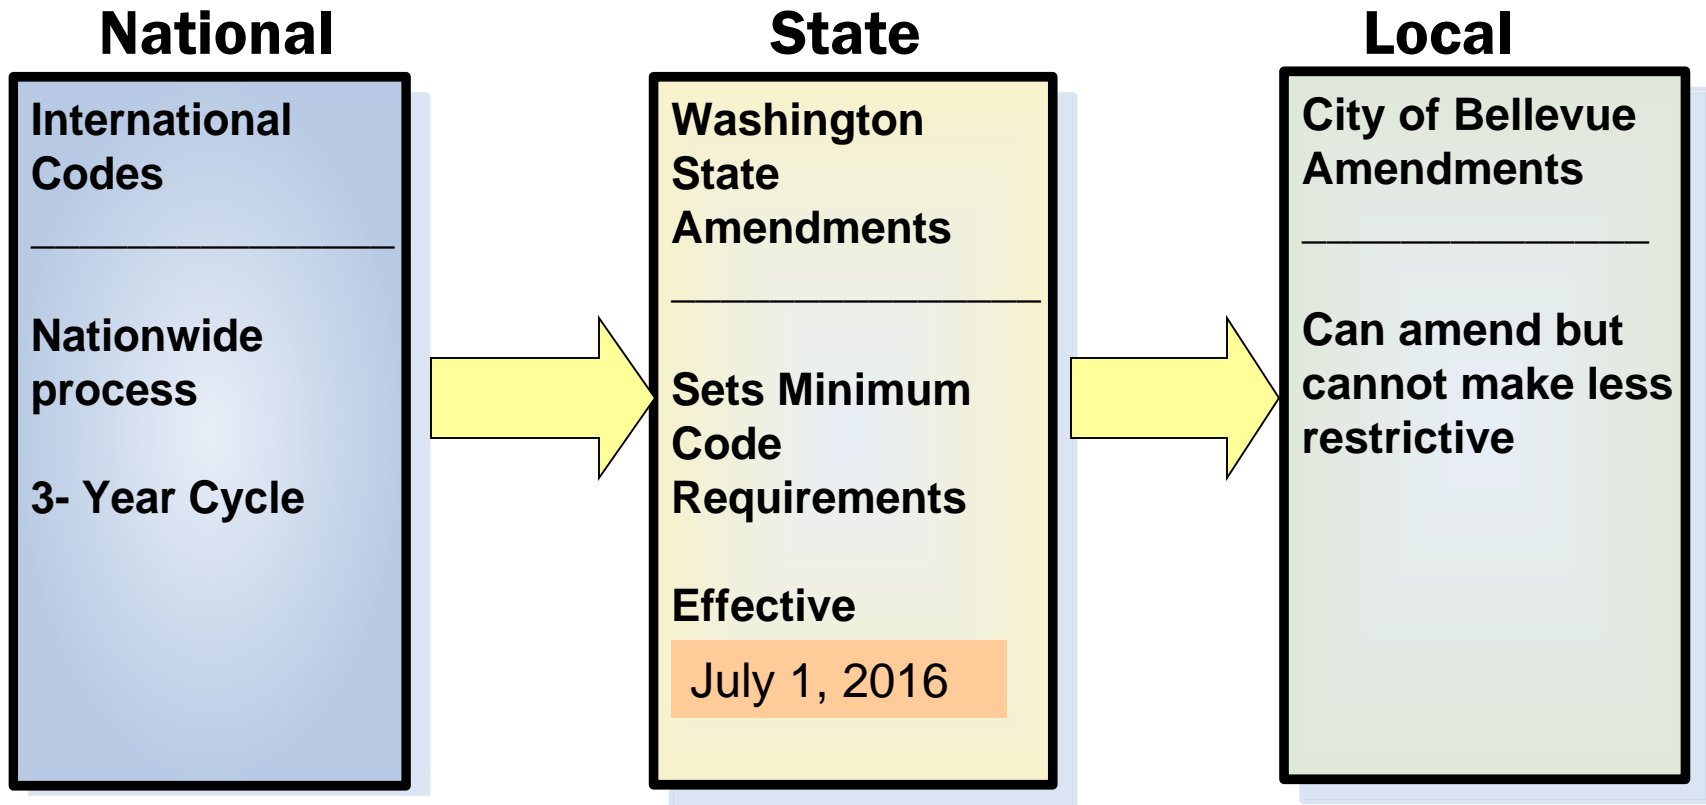 National
International
Codes
Nationwide
process
3- Year Cycle
State
Washington
State
Amendments
Sets Minimum
Code
Requirements
Effective
July 1, 2016
Local
City of Bellevue
Amendments
Can amend but
cannot make less
restrictive